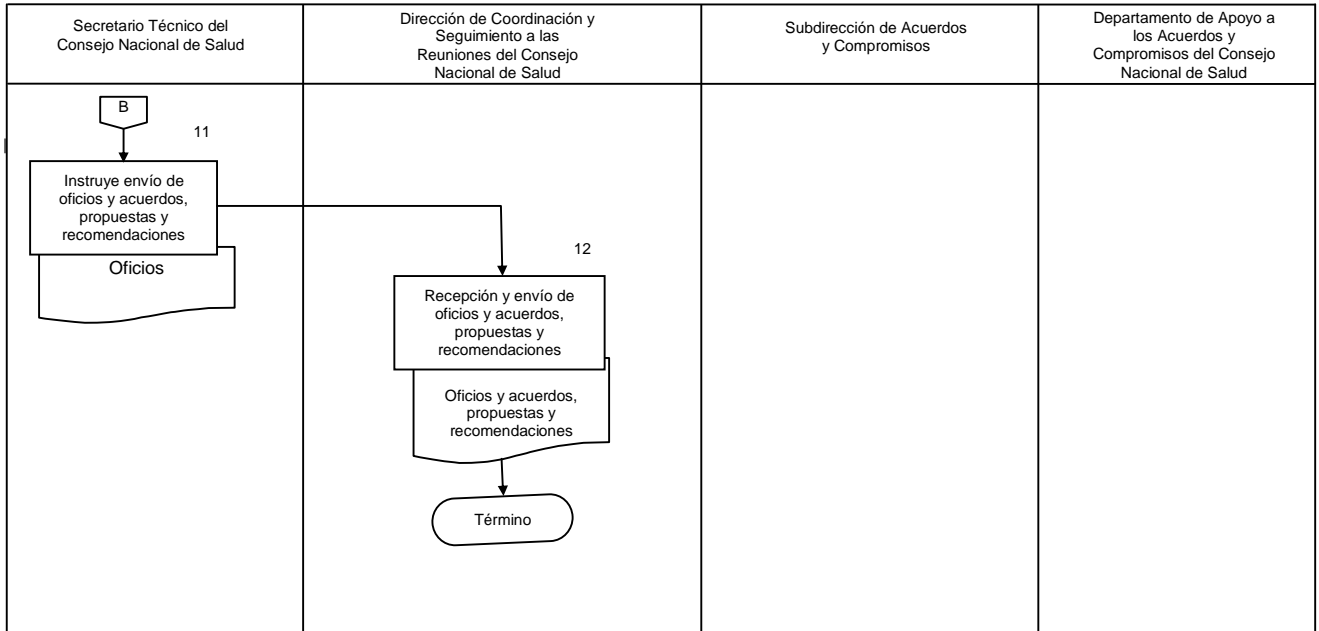 Secretario Técnico del
Consejo Nacional de Salud
Dirección de Coordinación y
Seguimiento a las
Reuniones del Consejo
Nacional de Salud
Subdirección de Acuerdos
y Compromisos
Departamento de Apoyo a
los Acuerdos y
Compromisos del Consejo
Nacional de Salud
B
11
Instruye envío de
oficios y acuerdos,
propuestas y
recomendaciones
Oficios
12
Recepción y envío de
oficios y acuerdos,
propuestas y
recomendaciones
Oficios y acuerdos,
propuestas y
recomendaciones
Término